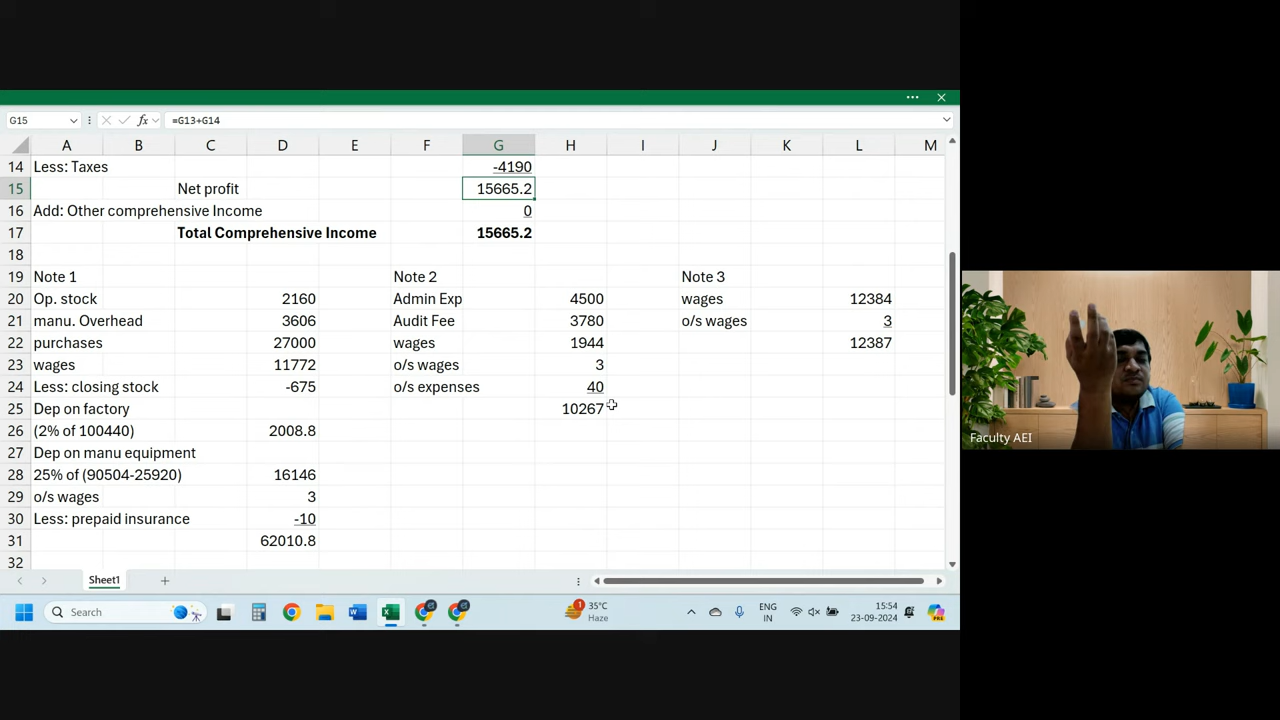 G15 fx =G13+G14
A B C D E F G H I J K L M
14 Less: Taxes -4190
15 Net profit 15665.2
16 Add: Other comprehensive Income 0
17 Total Comprehensive Income 15665.2
18
19 Note 1 Note 2 Note 3
20 Op. stock 2160 Admin Exp 4500 wages 12384
21 manu. Overhead 3606 Audit Fee 3780 o/s wages 3
22 purchases 27000 wages 1944 12387
23 wages 11772 o/s wages 3
24 Less: closing stock -675 o/s expenses 40
25 Dep on factory 10267
26 (2% of 100440) 2008.8
27 Dep on manu equipment
28 25% of (90504-25920) 16146
29 o/s wages 3
30 Less: prepaid insurance -10
31 62010.8
32
Sheet1
Search
35°C
Haze
ENG
IN
15:54
23-09-2024
Faculty AEI